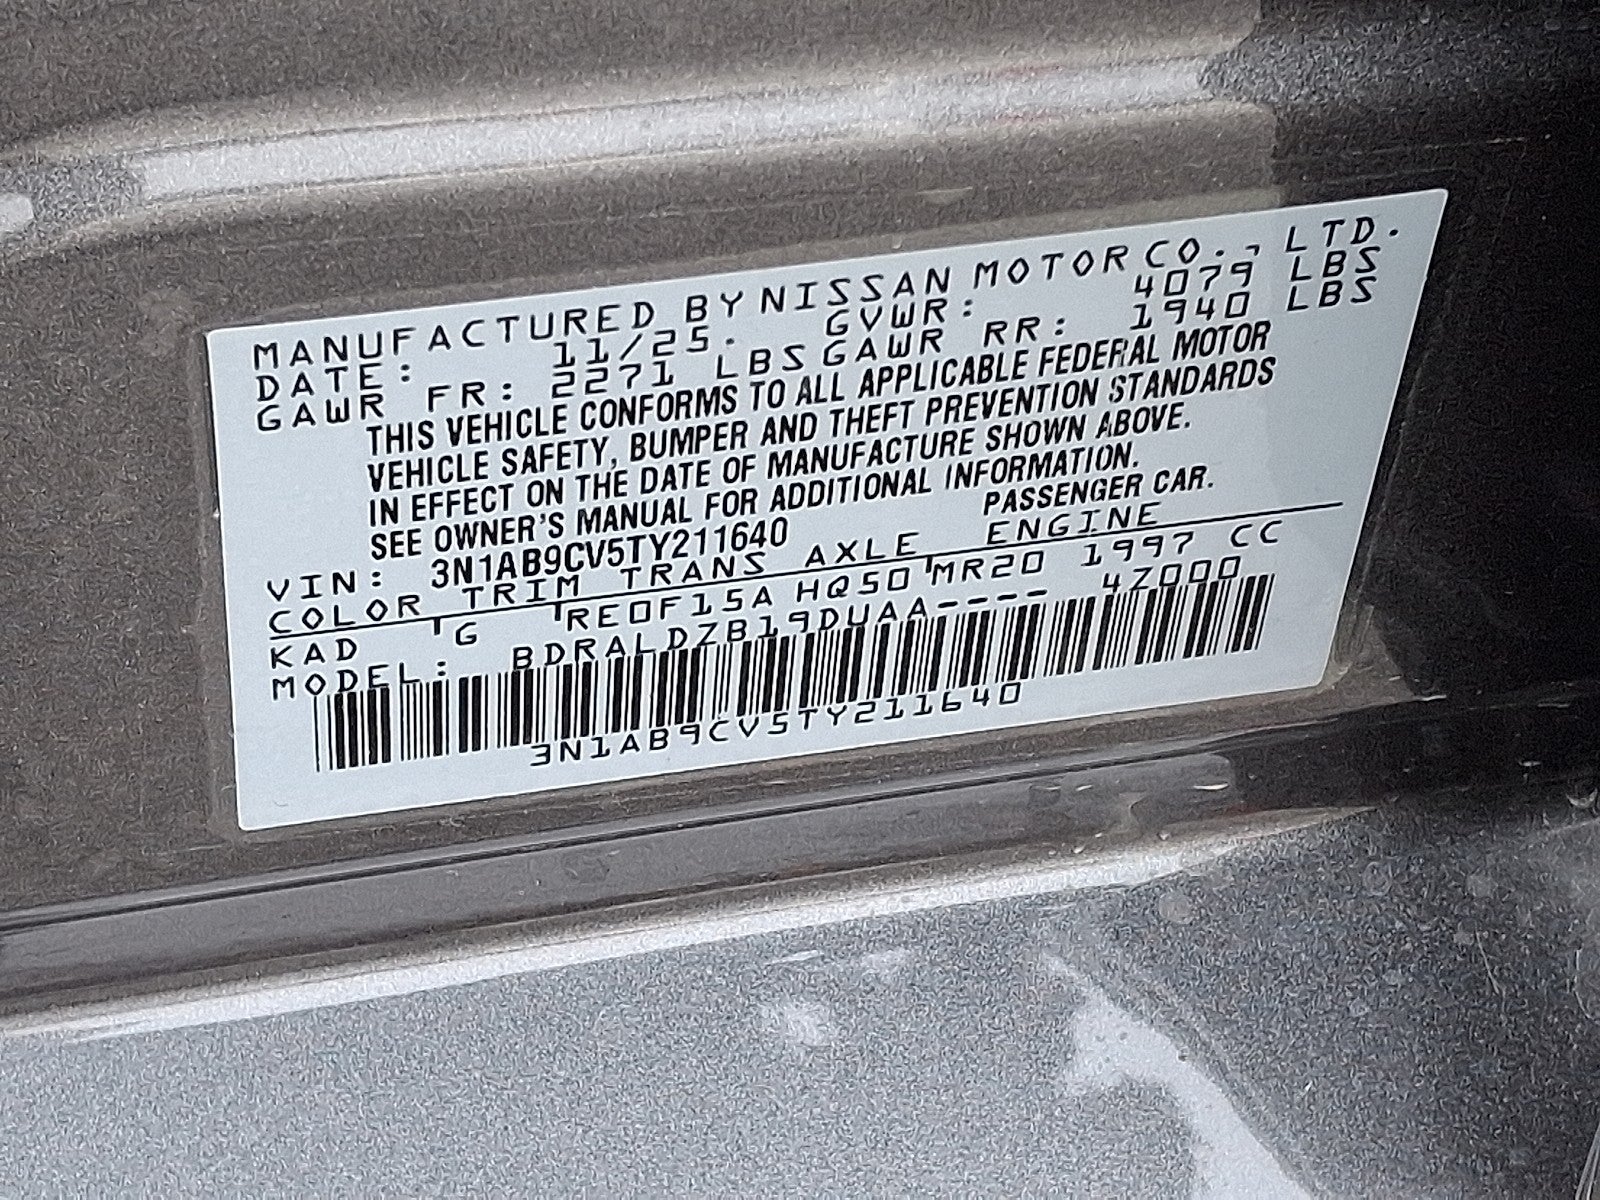 MANUFACTURED BY NISSAN MOTOR CO., LTD.
DATE: 11/25. GVWR: 4079 LBS
GAWR FR: 2271 LBS GAWR RR: 1940 LBS
THIS VEHICLE CONFORMS TO ALL APPLICABLE FEDERAL MOTOR
VEHICLE SAFETY, BUMPER AND THEFT PREVENTION STANDARDS
IN EFFECT ON THE DATE OF MANUFACTURE SHOWN ABOVE.
SEE OWNER'S MANUAL FOR ADDITIONAL INFORMATION.
VIN: 3N1AB9CV5TY211640 PASSENGER CAR.
COLOR TRIM TRANS AXLE ENGINE
KAD G RE0F15A HQ50 MR20 1997 CC
MODEL: BDRALDZB19DUAA---- 4Z000
3N1AB9CV5TY211640